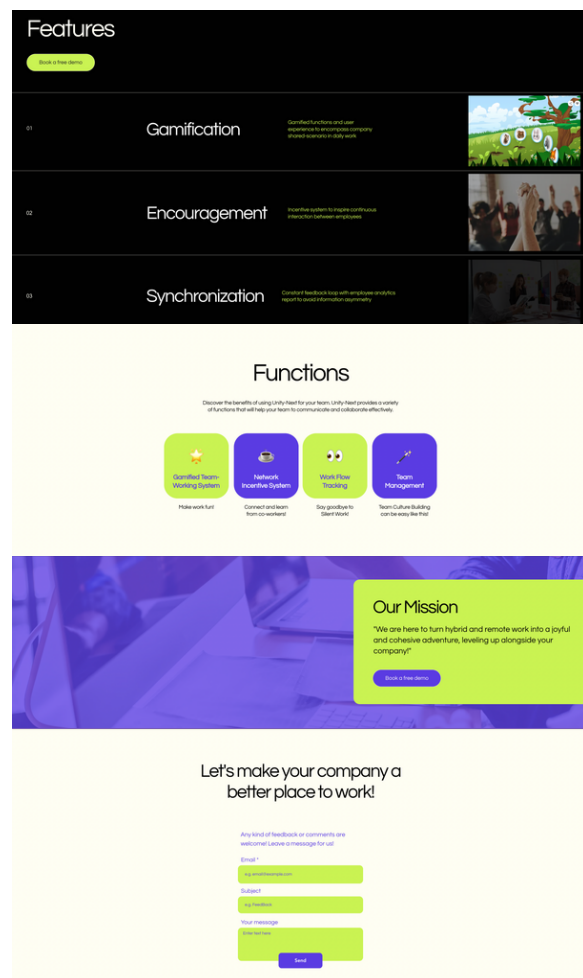 Features
Book a free demo
01
Gamification
Gamified functions and user
experience to encompass company
shared-scenario in daily work
02
Encouragement
Incentive system to inspire continuous
interaction between employees
03
Synchronization
Constant feedback loop with employee analytics
report to avoid information asymmetry
Functions
Discover the benefits of using Unity-Next for your team. Unity-Next provides a variety
of functions that will help your team to communicate and collaborate effectively.
Gamified Team-
Working System
Make work fun!
Network
Incentive System
Connect and learn
from co-workers!
Work Flow
Tracking
Say goodbye to
Silent Work!
Team
Management
Team Culture Building
can be easy like this!
Our Mission
"We are here to turn hybrid and remote work into a joyful
and cohesive adventure, leveling up alongside your
company!"
Book a free demo
Let's make your company a
better place to work!
Any kind of feedback or comments are
welcome! Leave a message for us!
Email *
e.g. email@example.com
Subject
e.g. Feedback
Your message
Enter text here
Send